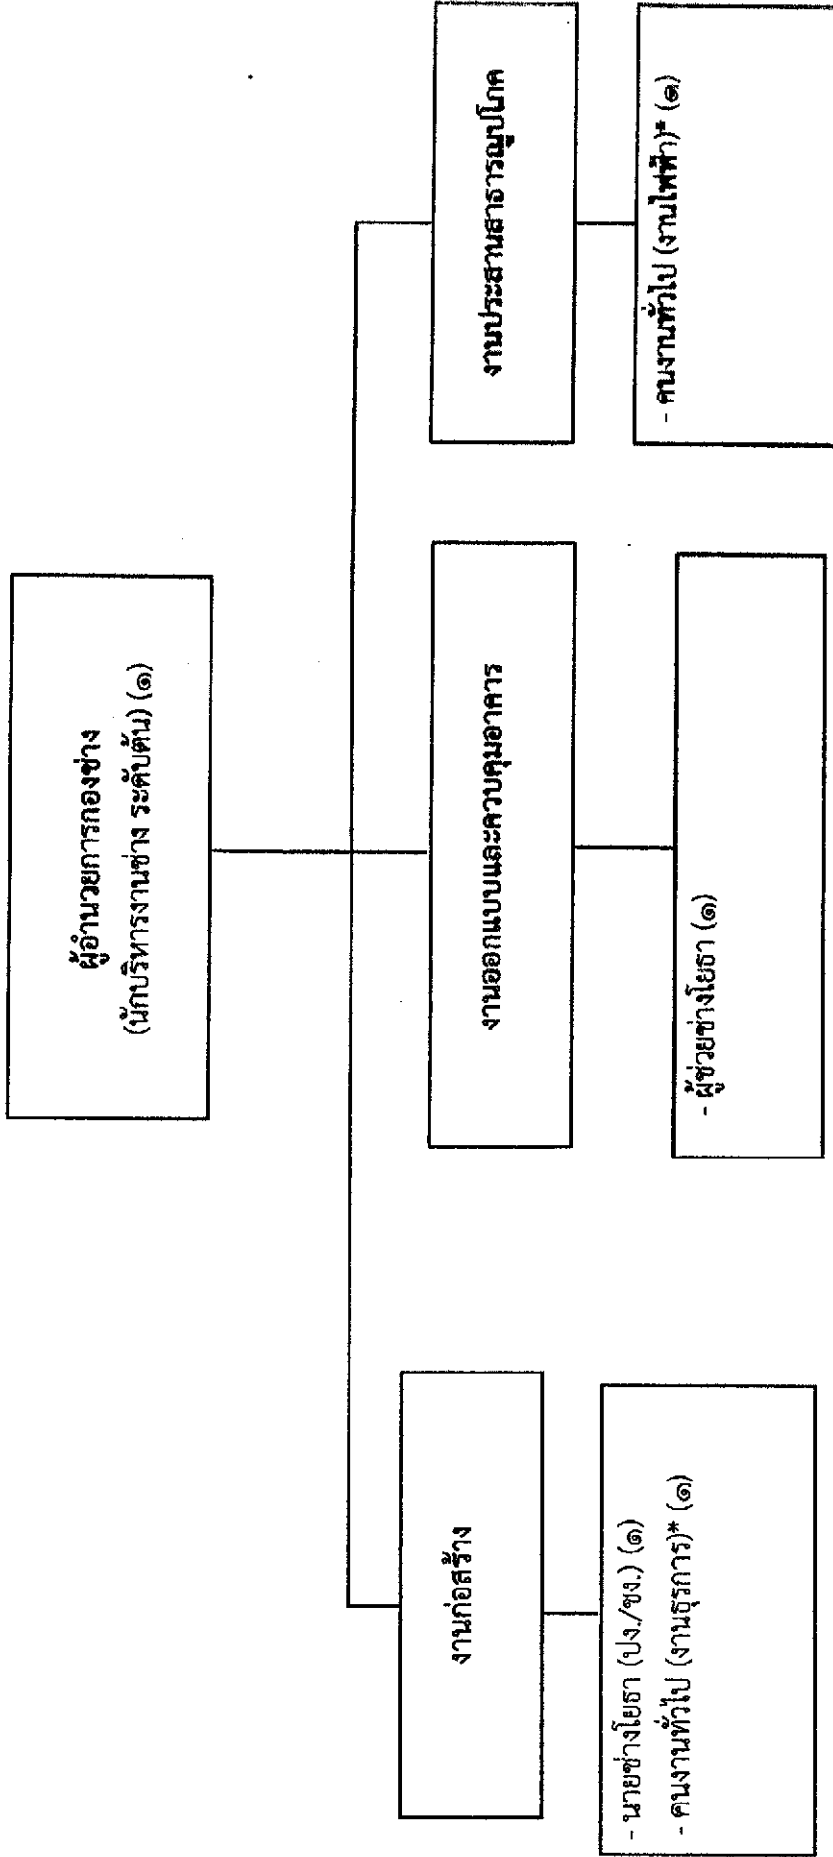 ผู้อำนวยการกองช่าง
(นักบริหารงานช่าง ระดับต้น) (๑)
งานก่อสร้าง
งานออกแบบและควบคุมอาคาร
งานประสานสาธารณูปโภค
- นายช่างโยธา (ปง./ชง.) (๑)
- คนงานทั่วไป (งานธุรการ)* (๑)
- ผู้ช่วยช่างโยธา (๑)
- คนงานทั่วไป (งานไฟฟ้า)* (๑)